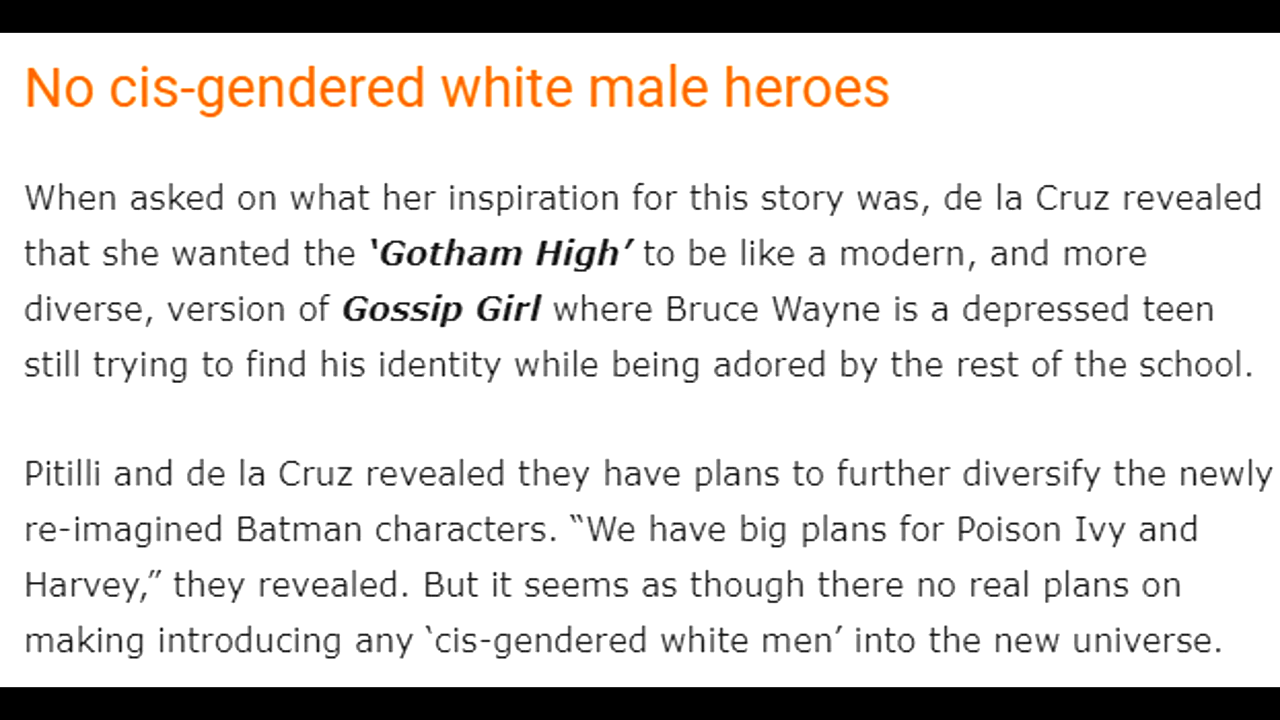 No cis-gendered white male heroes
When asked on what her inspiration for this story was, de la Cruz revealed
that she wanted the ‘Gotham High’ to be like a modern, and more
diverse, version of Gossip Girl where Bruce Wayne is a depressed teen
still trying to find his identity while being adored by the rest of the school.
Pitilli and de la Cruz revealed they have plans to further diversify the newly
re-imagined Batman characters. “We have big plans for Poison Ivy and
Harvey,” they revealed. But it seems as though there no real plans on
making introducing any ‘cis-gendered white men’ into the new universe.